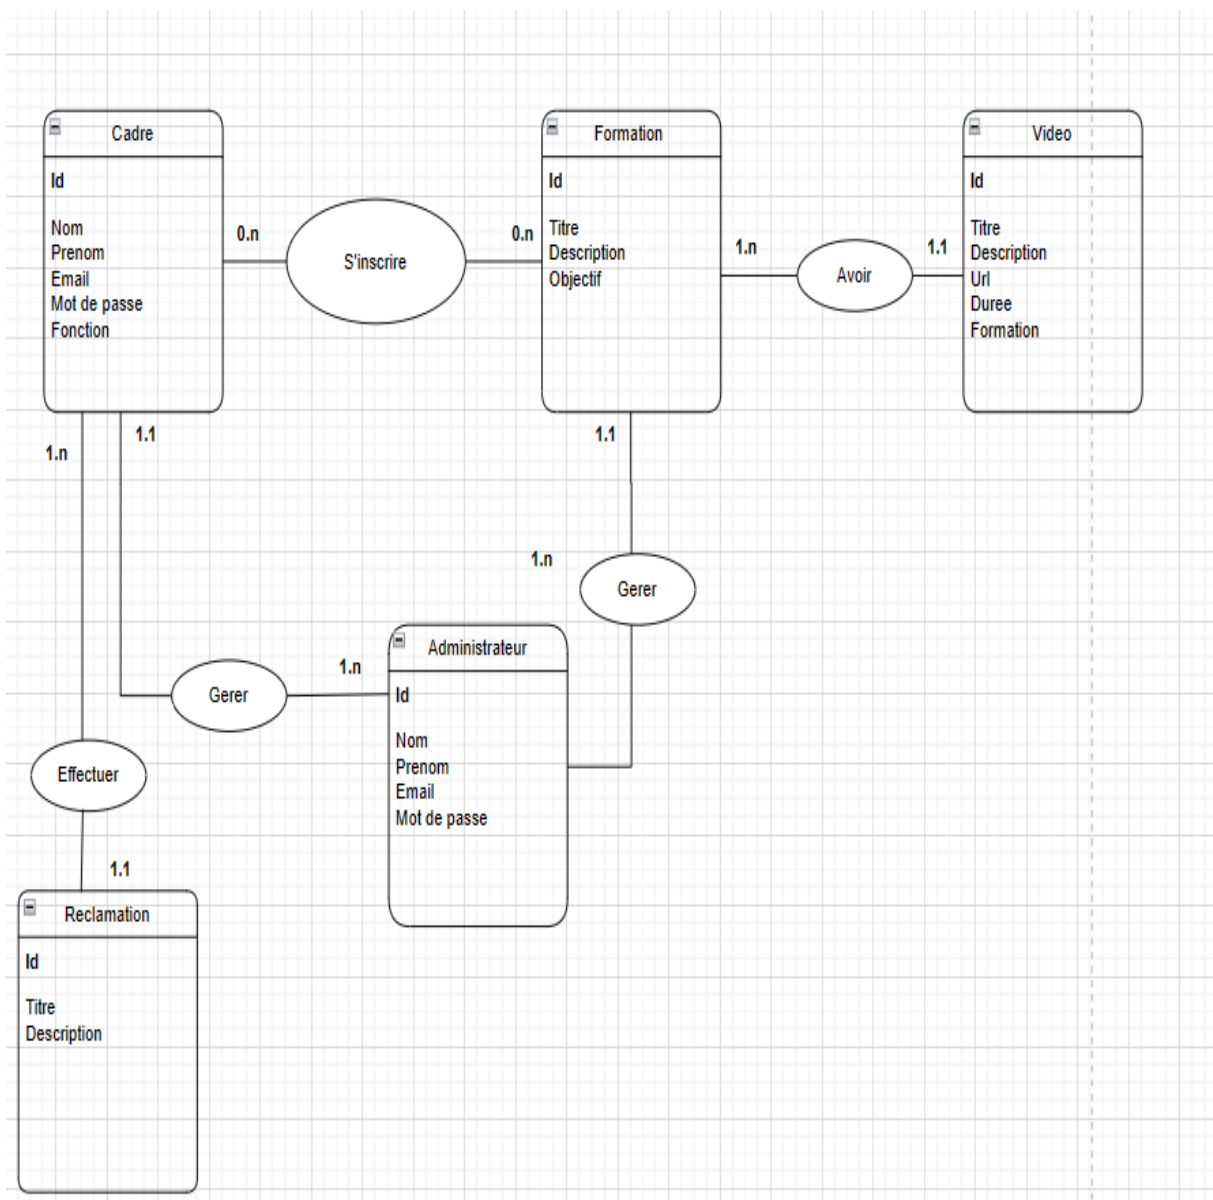 Cadre
Id
Nom
Prenom
Email
Mot de passe
Fonction
0.n
S'inscrire
0.n
Formation
Id
Titre
Description
Objectif
1.n
Avoir
1.1
Video
Id
Titre
Description
Url
Duree
Formation
1.n
1.1
1.1
1.n
Gerer
Gerer
1.n
Administrateur
Id
Nom
Prenom
Email
Mot de passe
Effectuer
1.1
Reclamation
Id
Titre
Description